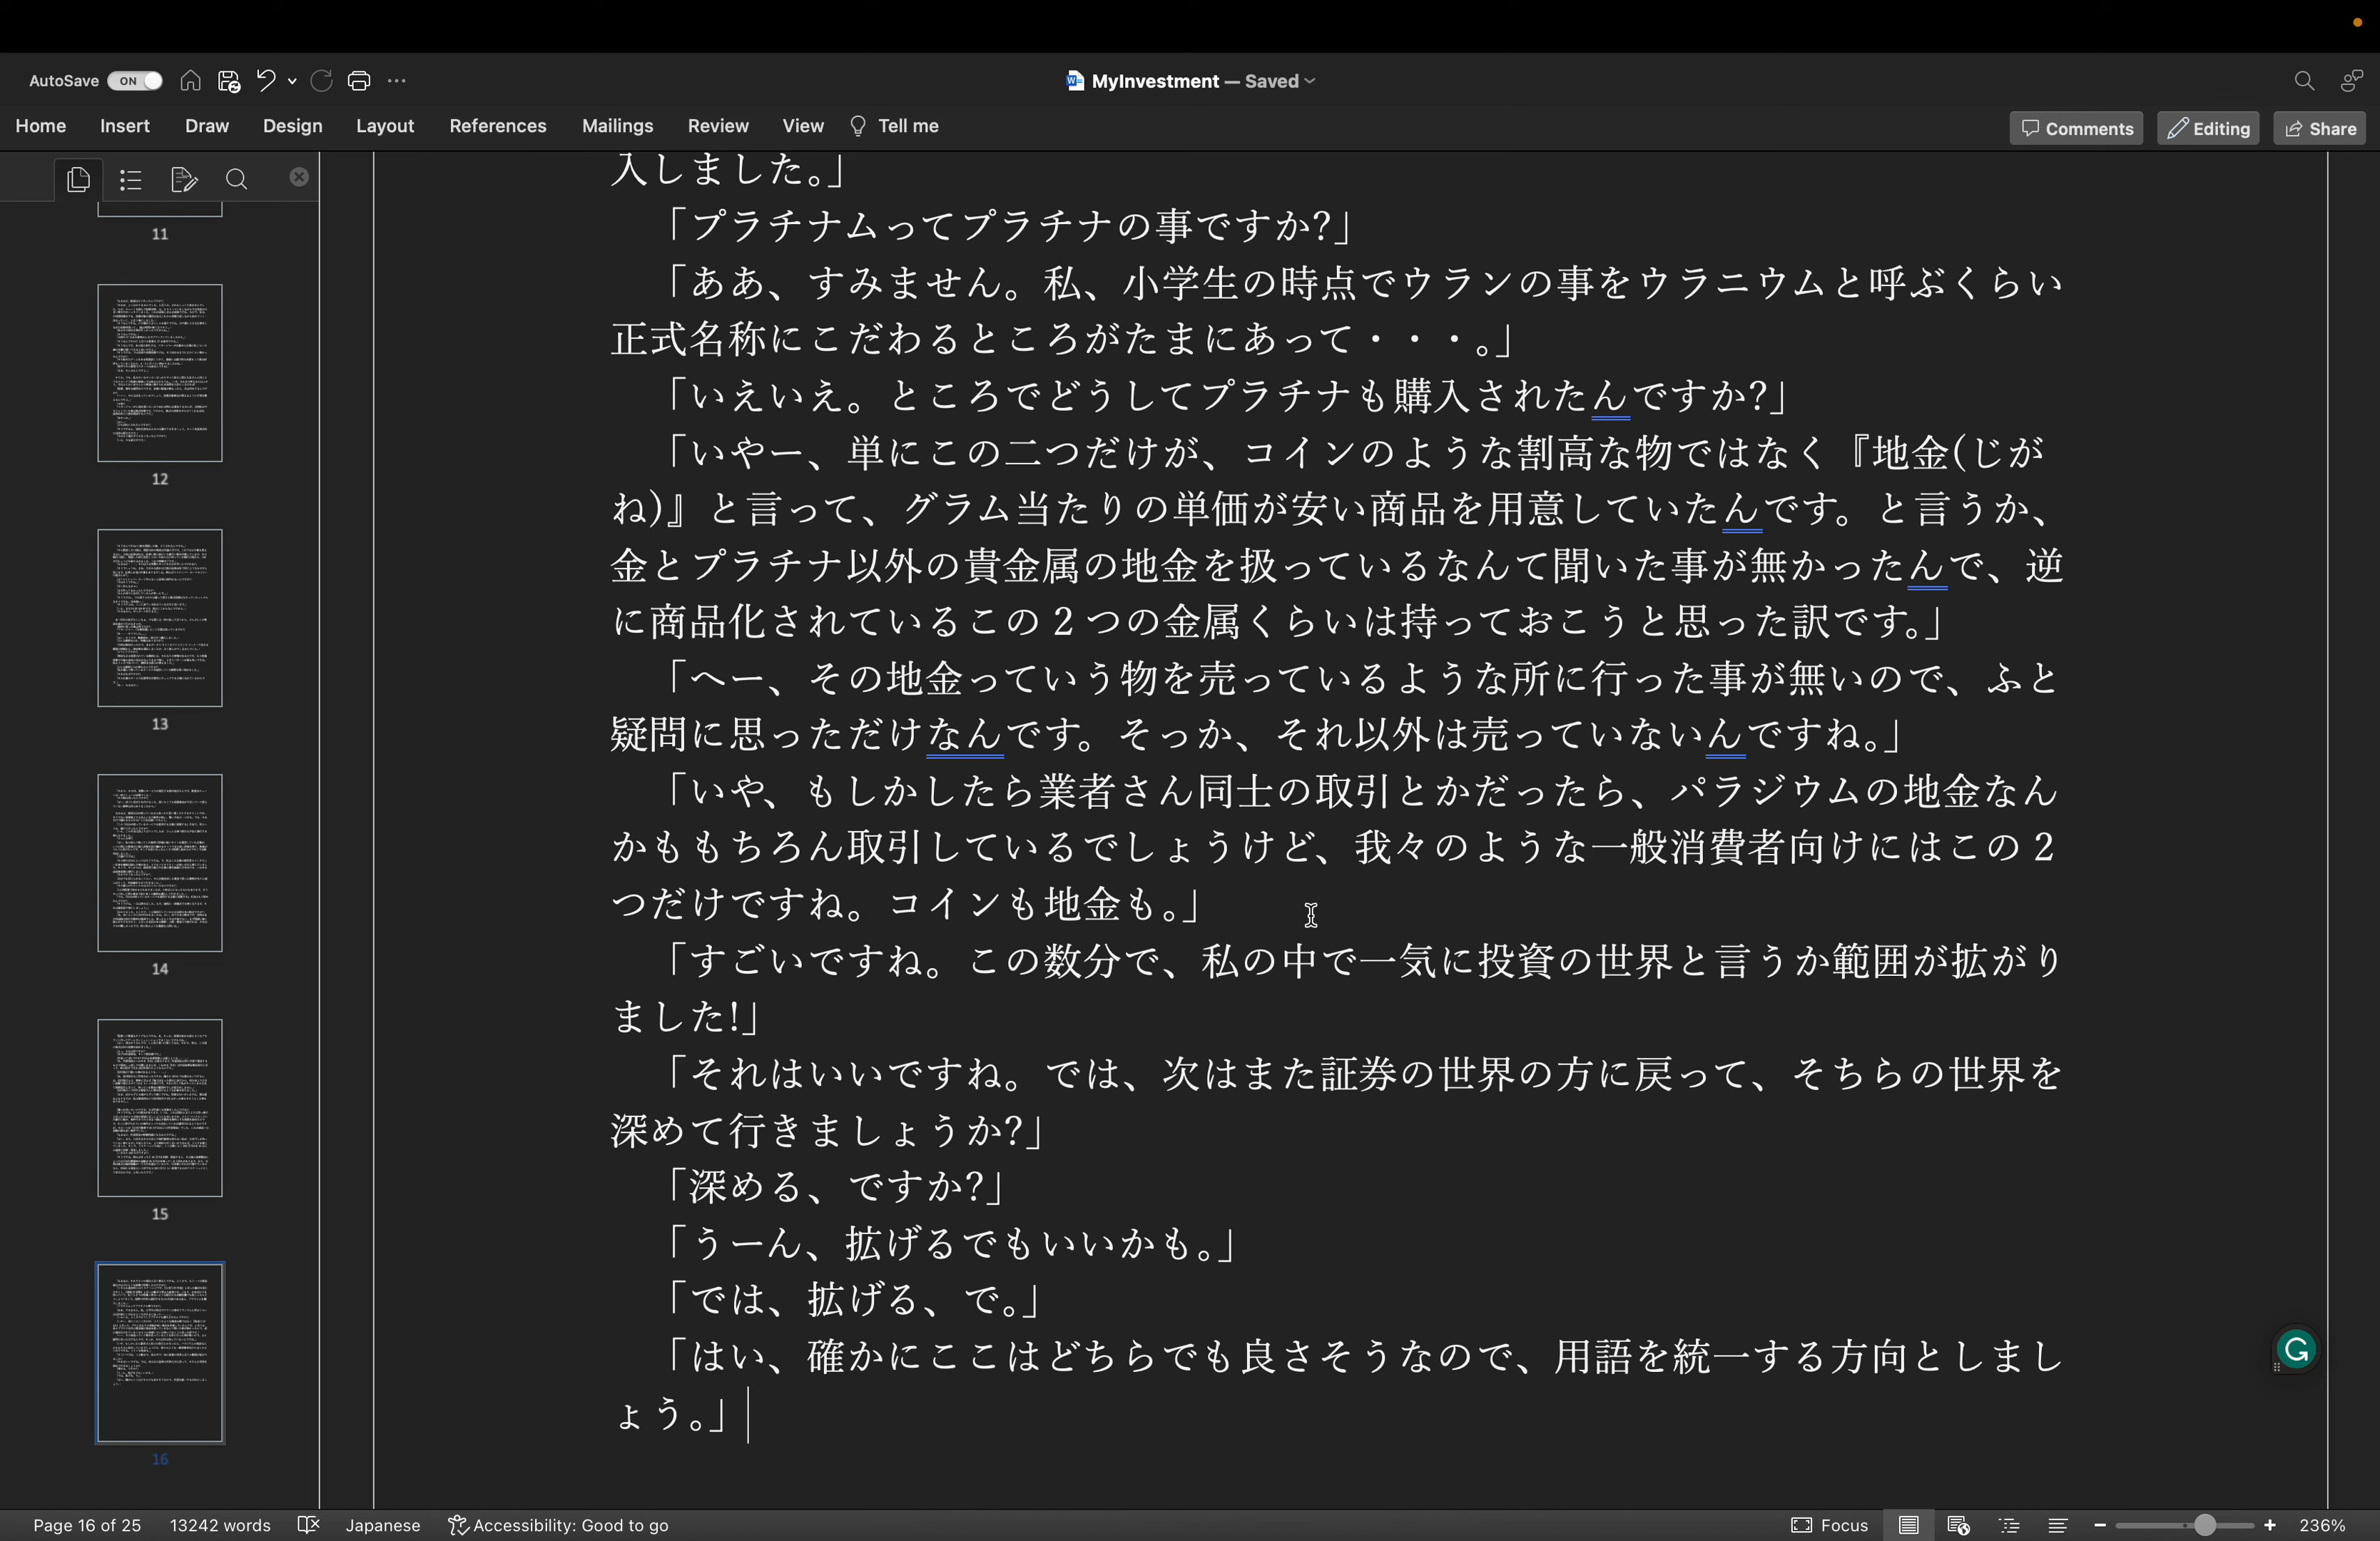 AutoSave ON MyInvestment — Saved
Home Insert Draw Design Layout References Mailings Review View Tell me Comments Editing Share
入しました。」
「プラチナムってプラチナの事ですか?」
「ああ、すみません。私、小学生の時点でウランの事をウラニウムと呼ぶくらい
正式名称にこだわるところがたまにあって・・・。」
「いえいえ。ところでどうしてプラチナも購入されたんですか?」
「いやー、単にこの二つだけが、コインのような割高な物ではなく『地金(じが
ね)』と言って、グラム当たりの単価が安い商品を用意していたんです。と言うか、
金とプラチナ以外の貴金属の地金を扱っているなんて聞いた事が無かったんで、逆
に商品化されているこの2つの金属くらいは持っておこうと思った訳です。」
「へー、その地金っていう物を売っているような所に行った事が無いので、ふと
疑問に思っただけなんです。そっか、それ以外は売っていないんですね。」
「いや、もしかしたら業者さん同士の取引とかだったら、パラジウムの地金なん
かももちろん取引しているでしょうけど、我々のような一般消費者向けにはこの2
つだけですね。コインも地金も。」
「すごいですね。この数分で、私の中で一気に投資の世界と言うか範囲が拡がり
ました!」
「それはいいですね。では、次はまた証券の世界の方に戻って、そちらの世界を
深めて行きましょうか?」
「深める、ですか?」
「うーん、拡げるでもいいかも。」
「では、拡げる、で。」
「はい、確かにここはどちらでも良さそうなので、用語を統一する方向としまし
ょう。」
11
12
13
14
15
16
Page 16 of 25 13242 words Japanese Accessibility: Good to go Focus 236%